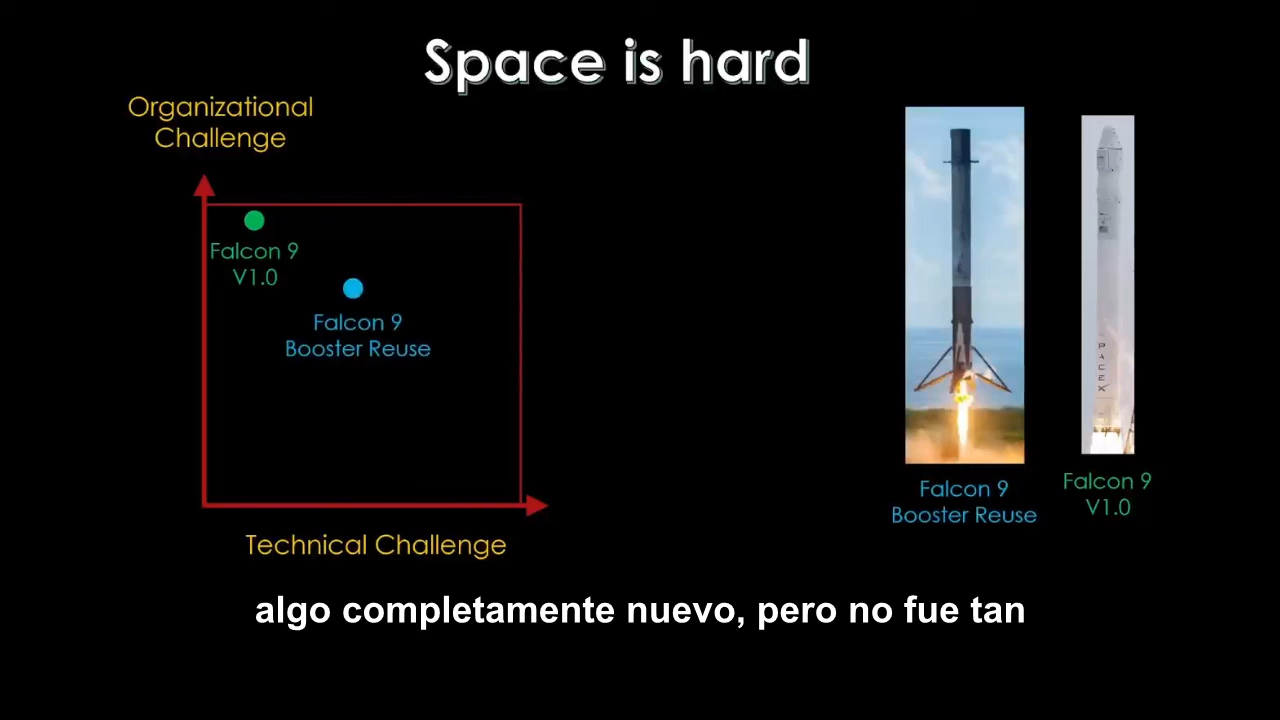 Space is hard
Organizational
Challenge
Falcon 9
V1.0
Falcon 9
Booster Reuse
Technical Challenge
SPACEX
Falcon 9
Booster Reuse
Falcon 9
V1.0
algo completamente nuevo, pero no fue tan